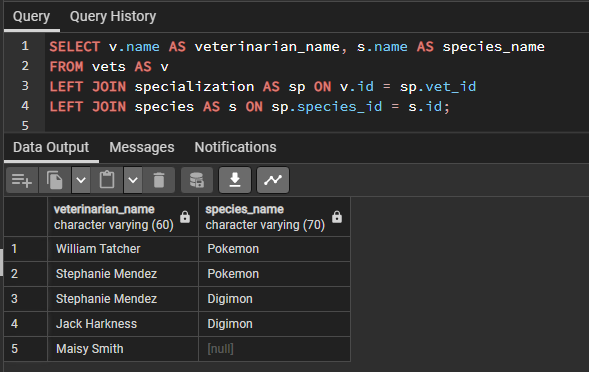 Query Query History
1 SELECT v.name AS veterinarian_name, s.name AS species_name
2 FROM vets AS v
3 LEFT JOIN specialization AS sp ON v.id = sp.vet_id
4 LEFT JOIN species AS s ON sp.species_id = s.id;
5
Data Output Messages Notifications
veterinarian_name species_name
character varying (60) character varying (70)
1 William Tatcher Pokemon
2 Stephanie Mendez Pokemon
3 Stephanie Mendez Digimon
4 Jack Harkness Digimon
5 Maisy Smith [null]